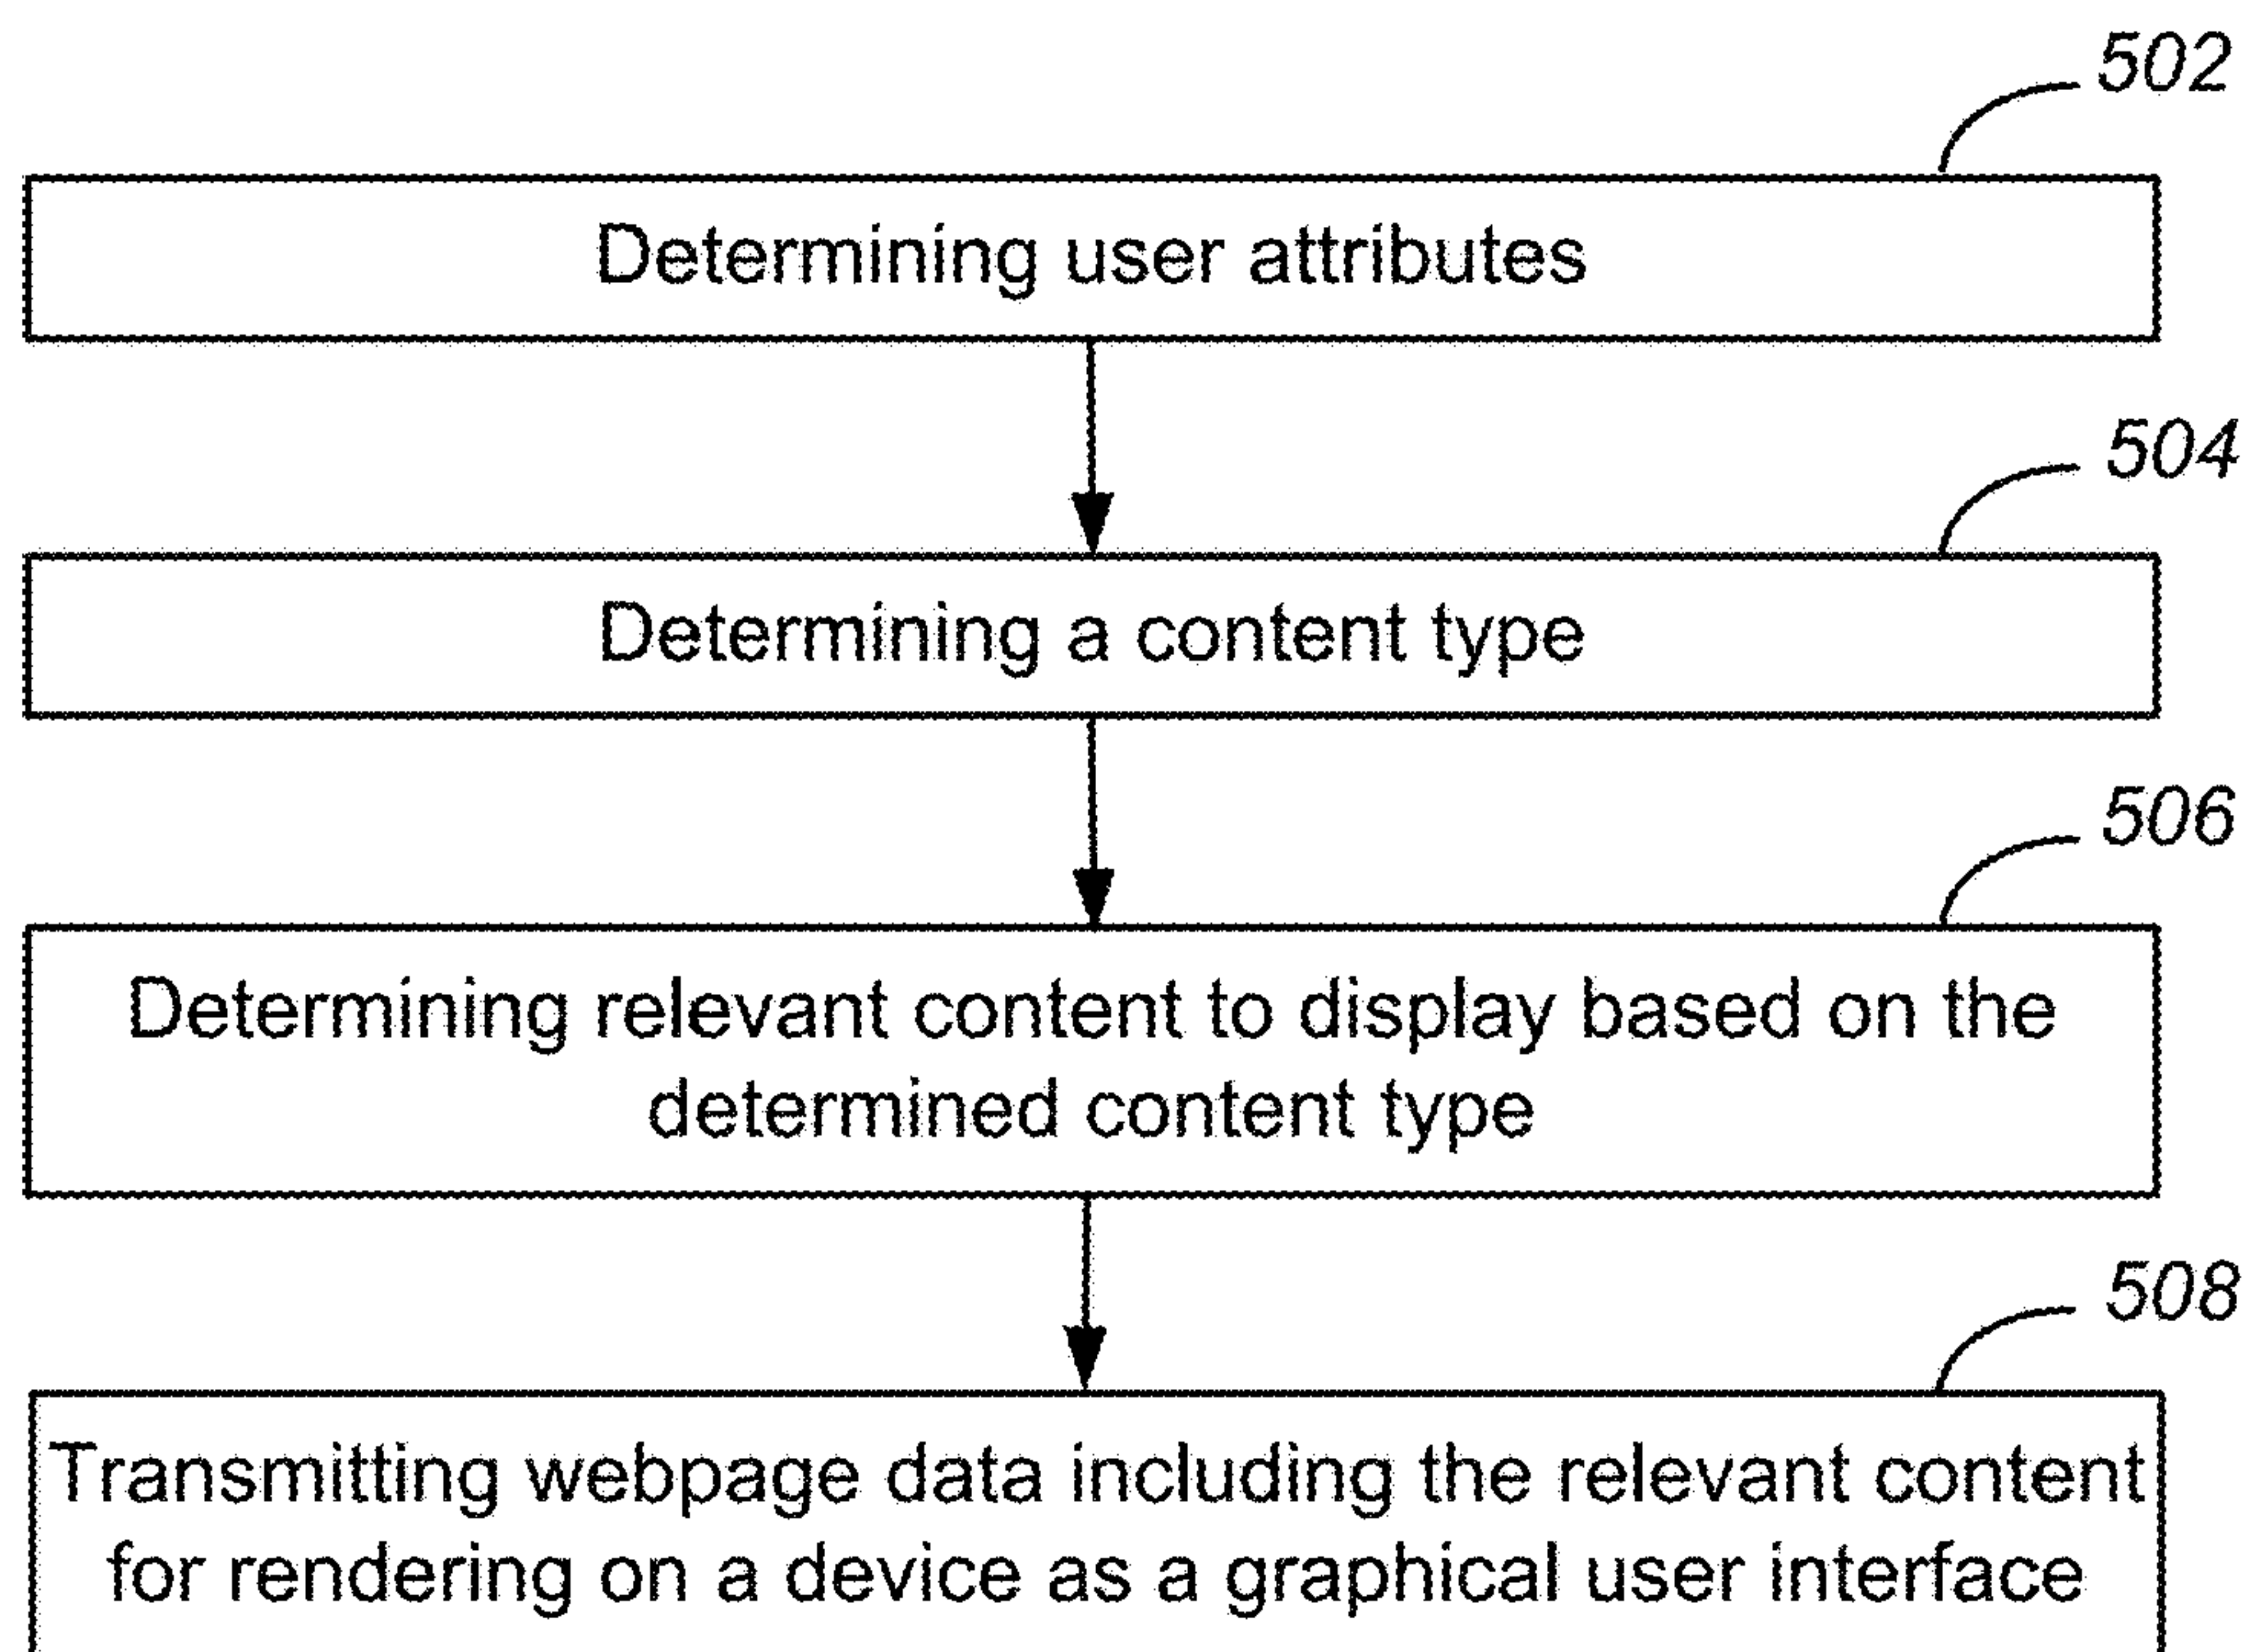 502
Determining user attributes
504
Determining a content type
506
Determining relevant content to display based on the
determined content type
508
Transmitting webpage data including the relevant content
for rendering on a device as a graphical user interface